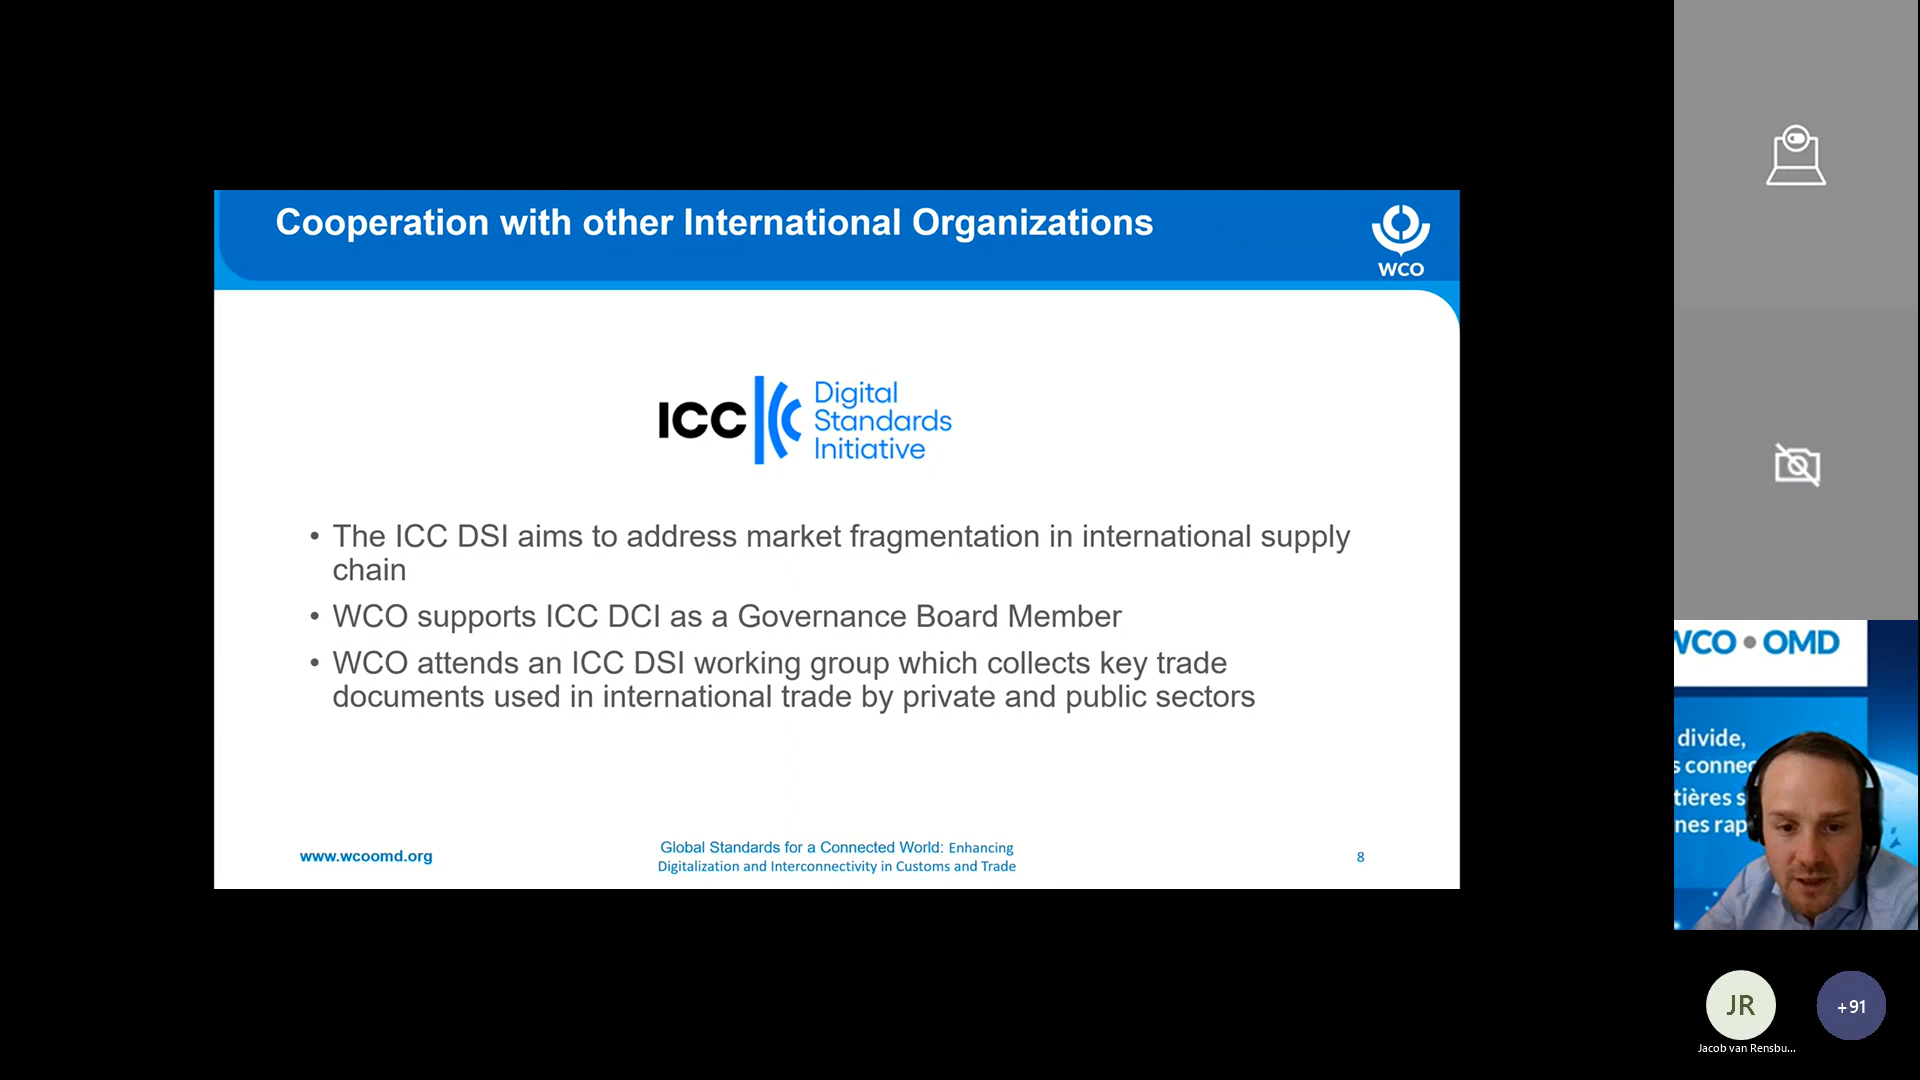 Cooperation with other International Organizations
WCO
ICC
Digital
Standards
Initiative
• The ICC DSI aims to address market fragmentation in international supply
chain
• WCO supports ICC DCI as a Governance Board Member
• WCO attends an ICC DSI working group which collects key trade
documents used in international trade by private and public sectors
www.wcoomd.org
Global Standards for a Connected World: Enhancing
Digitalization and Interconnectivity in Customs and Trade
8
WCO • OMD
divide,
s connec
tières s
nes rap
JR
+91
Jacob van Rensbu...